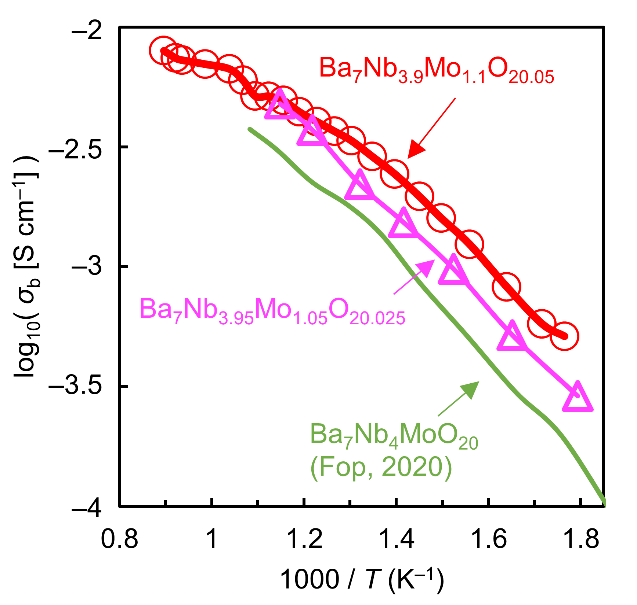 −2
−2.5
−3
−3.5
−4
log₁₀( σb [S cm⁻¹] )
Ba₇Nb₃.₉Mo₁.₁O₂₀.₀₅
Ba₇Nb₃.₉₅Mo₁.₀₅O₂₀.₀₂₅
Ba₇Nb₄MoO₂₀
(Fop, 2020)
0.8 1 1.2 1.4 1.6 1.8
1000 / T (K⁻¹)